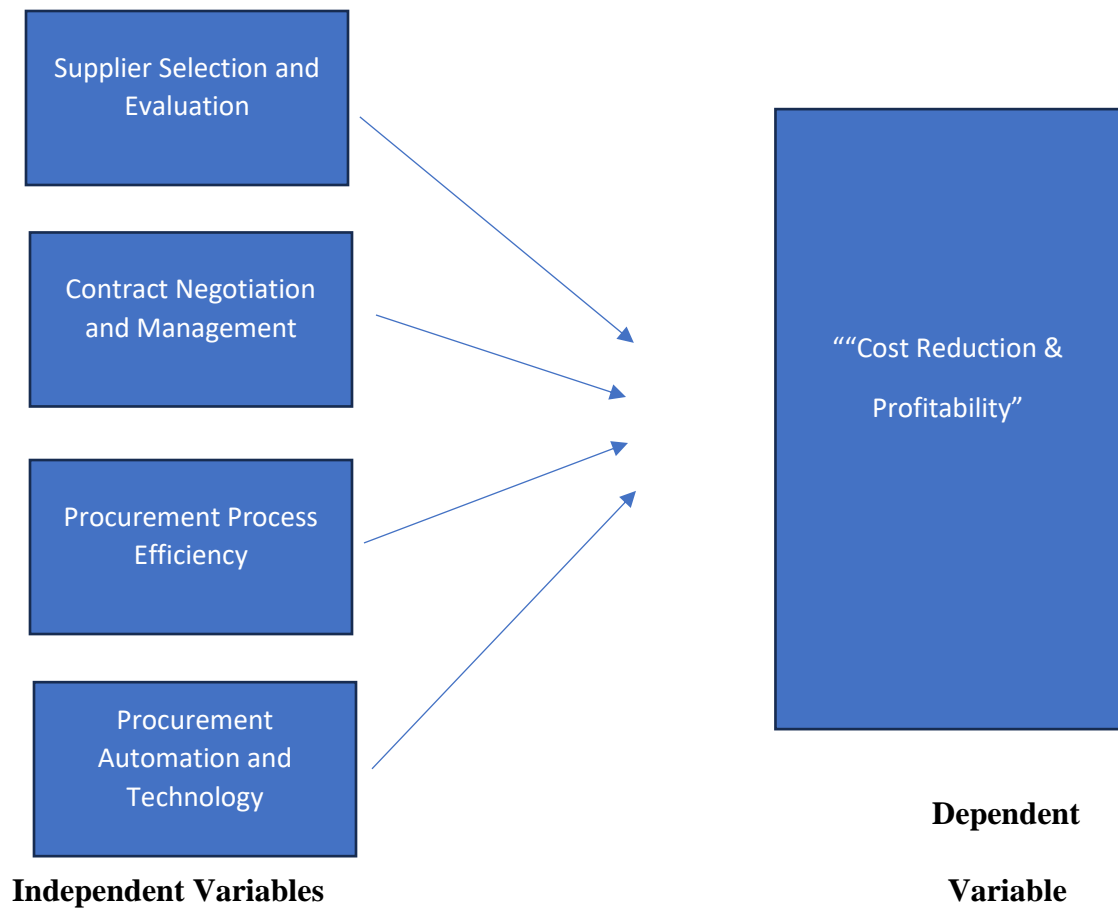 Supplier Selection and
Evaluation
Contract Negotiation
and Management
Procurement Process
Efficiency
Procurement
Automation and
Technology
Independent Variables
““Cost Reduction &
Profitability”
Dependent
Variable